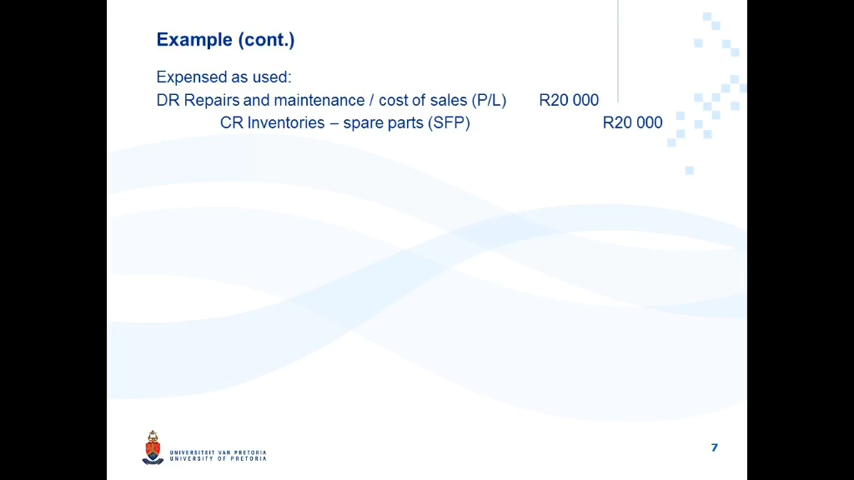 Example (cont.)
Expensed as used:
DR Repairs and maintenance / cost of sales (P/L) R20 000
CR Inventories – spare parts (SFP) R20 000
UNIVERSITEIT VAN PRETORIA
UNIVERSITY OF PRETORIA
7